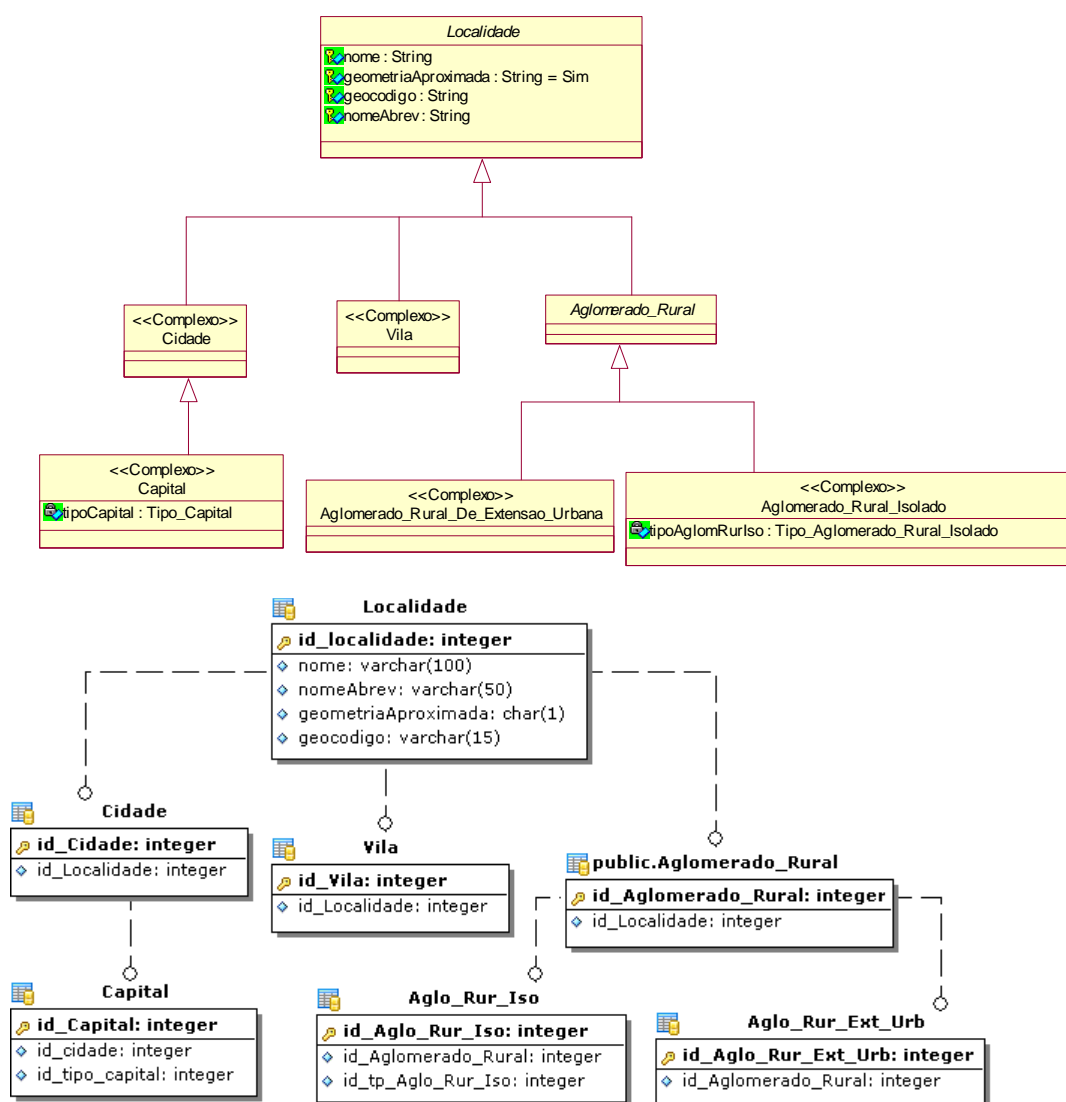 Localidade
nome : String
geometriaAproximada : String = Sim
geocodigo : String
nomeAbrev : String
<<Complexo>>
Cidade
<<Complexo>>
Vila
Aglomerado_Rural
<<Complexo>>
Capital
tipoCapital : Tipo_Capital
<<Complexo>>
Aglomerado_Rural_De_Extensao_Urbana
<<Complexo>>
Aglomerado_Rural_Isolado
tipoAglomRurIso : Tipo_Aglomerado_Rural_Isolado
Localidade
id_localidade: integer
nome: varchar(100)
nomeAbrev: varchar(50)
geometriaAproximada: char(1)
geocodigo: varchar(15)
Cidade
id_Cidade: integer
id_Localidade: integer
Vila
id_Vila: integer
id_Localidade: integer
public.Aglomerado_Rural
id_Aglomerado_Rural: integer
id_Localidade: integer
Capital
id_Capital: integer
id_cidade: integer
id_tipo_capital: integer
Aglo_Rur_Iso
id_Aglo_Rur_Iso: integer
id_Aglomerado_Rural: integer
id_tp_Aglo_Rur_Iso: integer
Aglo_Rur_Ext_Urb
id_Aglo_Rur_Ext_Urb: integer
id_Aglomerado_Rural: integer